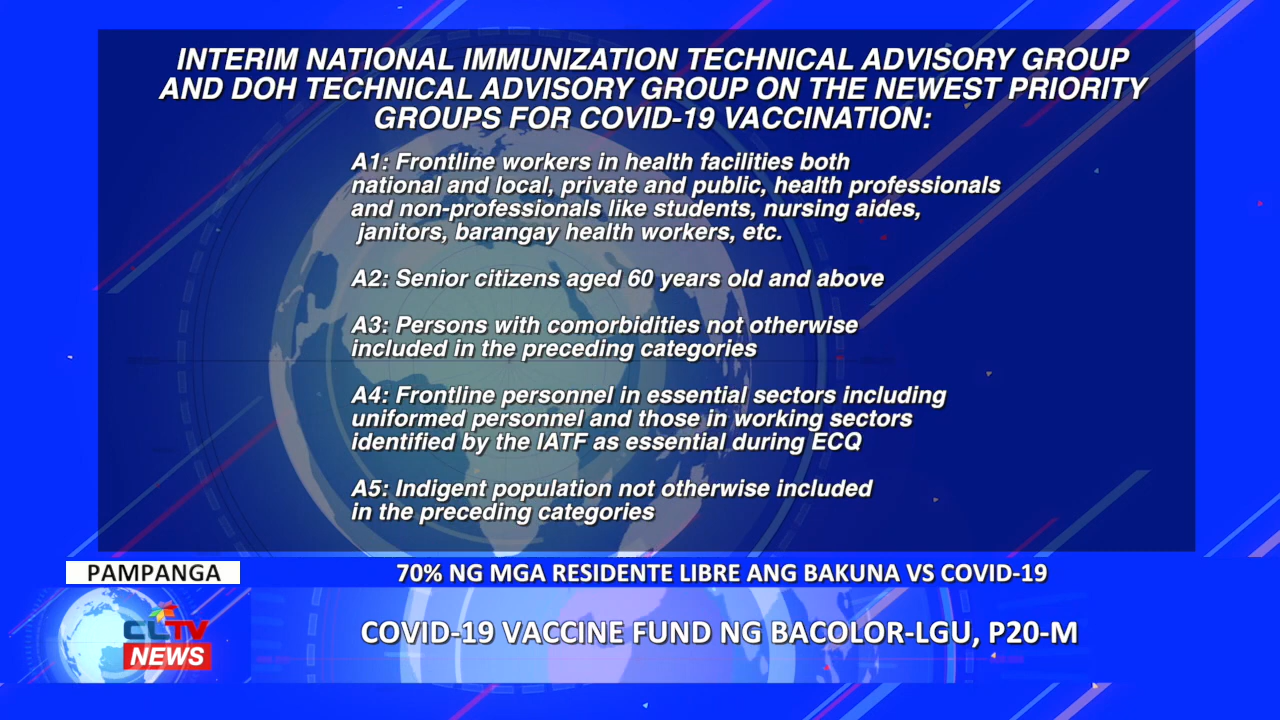 INTERIM NATIONAL IMMUNIZATION TECHNICAL ADVISORY GROUP
AND DOH TECHNICAL ADVISORY GROUP ON THE NEWEST PRIORITY
GROUPS FOR COVID-19 VACCINATION:
A1: Frontline workers in health facilities both
national and local, private and public, health professionals
and non-professionals like students, nursing aides,
janitors, barangay health workers, etc.
A2: Senior citizens aged 60 years old and above
A3: Persons with comorbidities not otherwise
included in the preceding categories
A4: Frontline personnel in essential sectors including
uniformed personnel and those in working sectors
identified by the IATF as essential during ECQ
A5: Indigent population not otherwise included
in the preceding categories
PAMPANGA
70% NG MGA RESIDENTE LIBRE ANG BAKUNA VS COVID-19
CLTV
NEWS
COVID-19 VACCINE FUND NG BACOLOR-LGU, P20-M